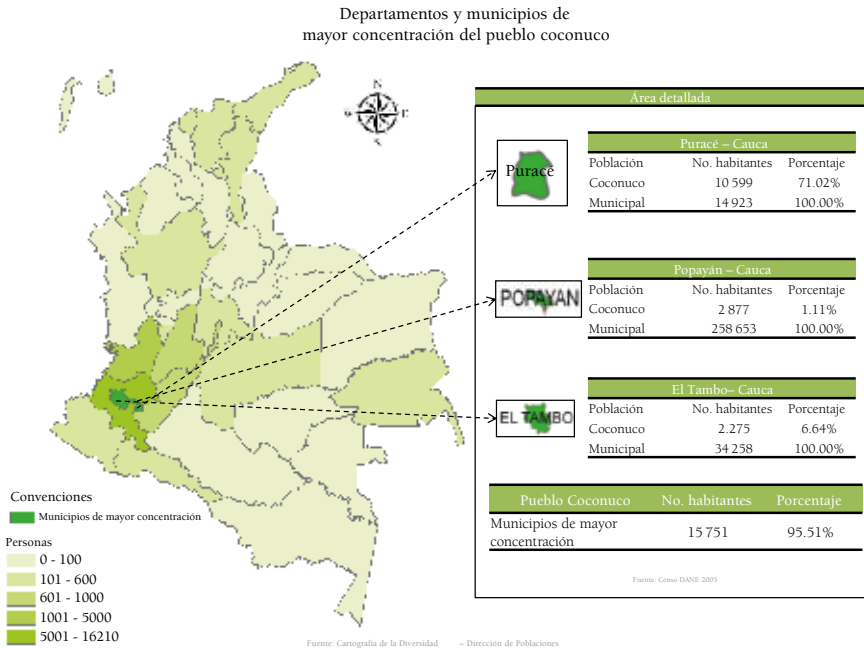 Departamentos y municipios de
mayor concentración del pueblo coconuco
N
E
Área detallada
Puracé
Puracé – Cauca
Población No. habitantes Porcentaje
Coconuco 10 599 71.02%
Municipal 14 923 100.00%
POPAYAN
Popayán – Cauca
Población No. habitantes Porcentaje
Coconuco 2 877 1.11%
Municipal 258 653 100.00%
EL TAMBO
El Tambo– Cauca
Población No. habitantes Porcentaje
Coconuco 2.275 6.64%
Municipal 34 258 100.00%
Pueblo Coconuco No. habitantes Porcentaje
Municipios de mayor
concentración 15 751 95.51%
Fuente: Censo DANE 2005
Convenciones
Municipios de mayor concentración
Personas
0 - 100
101 - 600
601 - 1000
1001 - 5000
5001 - 16210
Fuente: Cartografía de la Diversidad – Dirección de Poblaciones